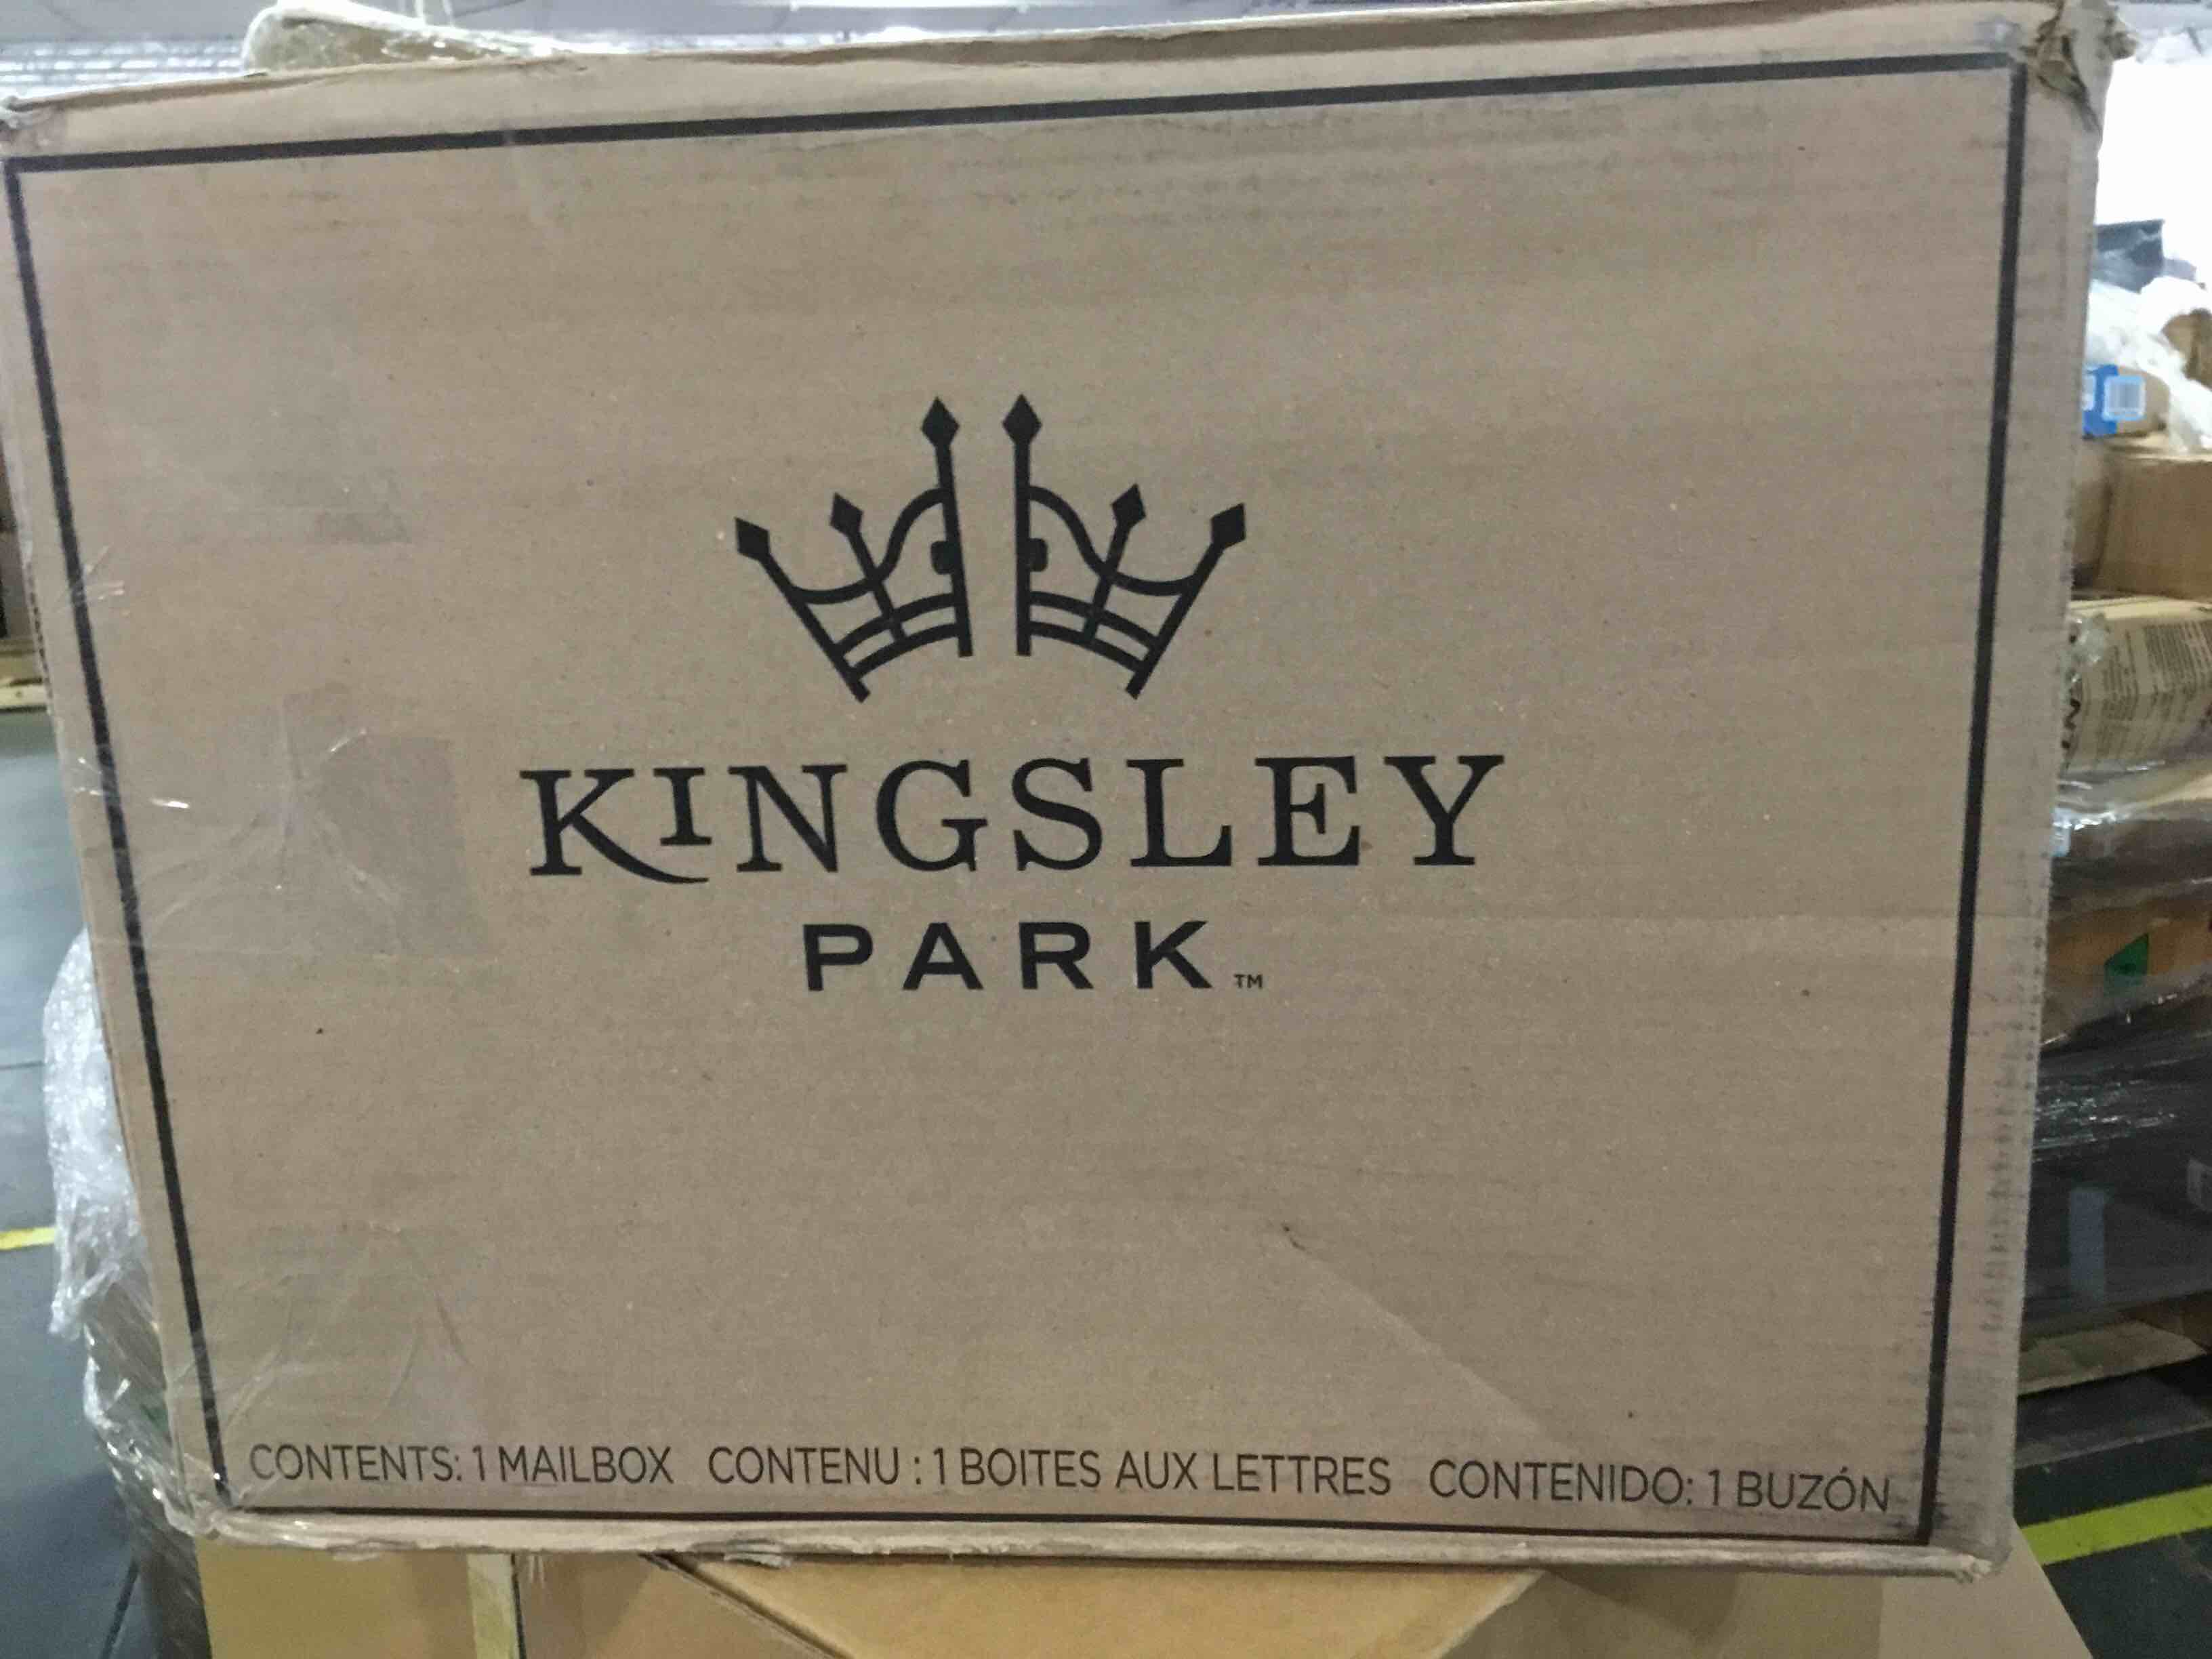 KINGSLEY
PARK™
CONTENTS: 1 MAILBOX CONTENU : 1 BOITES AUX LETTRES CONTENIDO: 1 BUZÓN